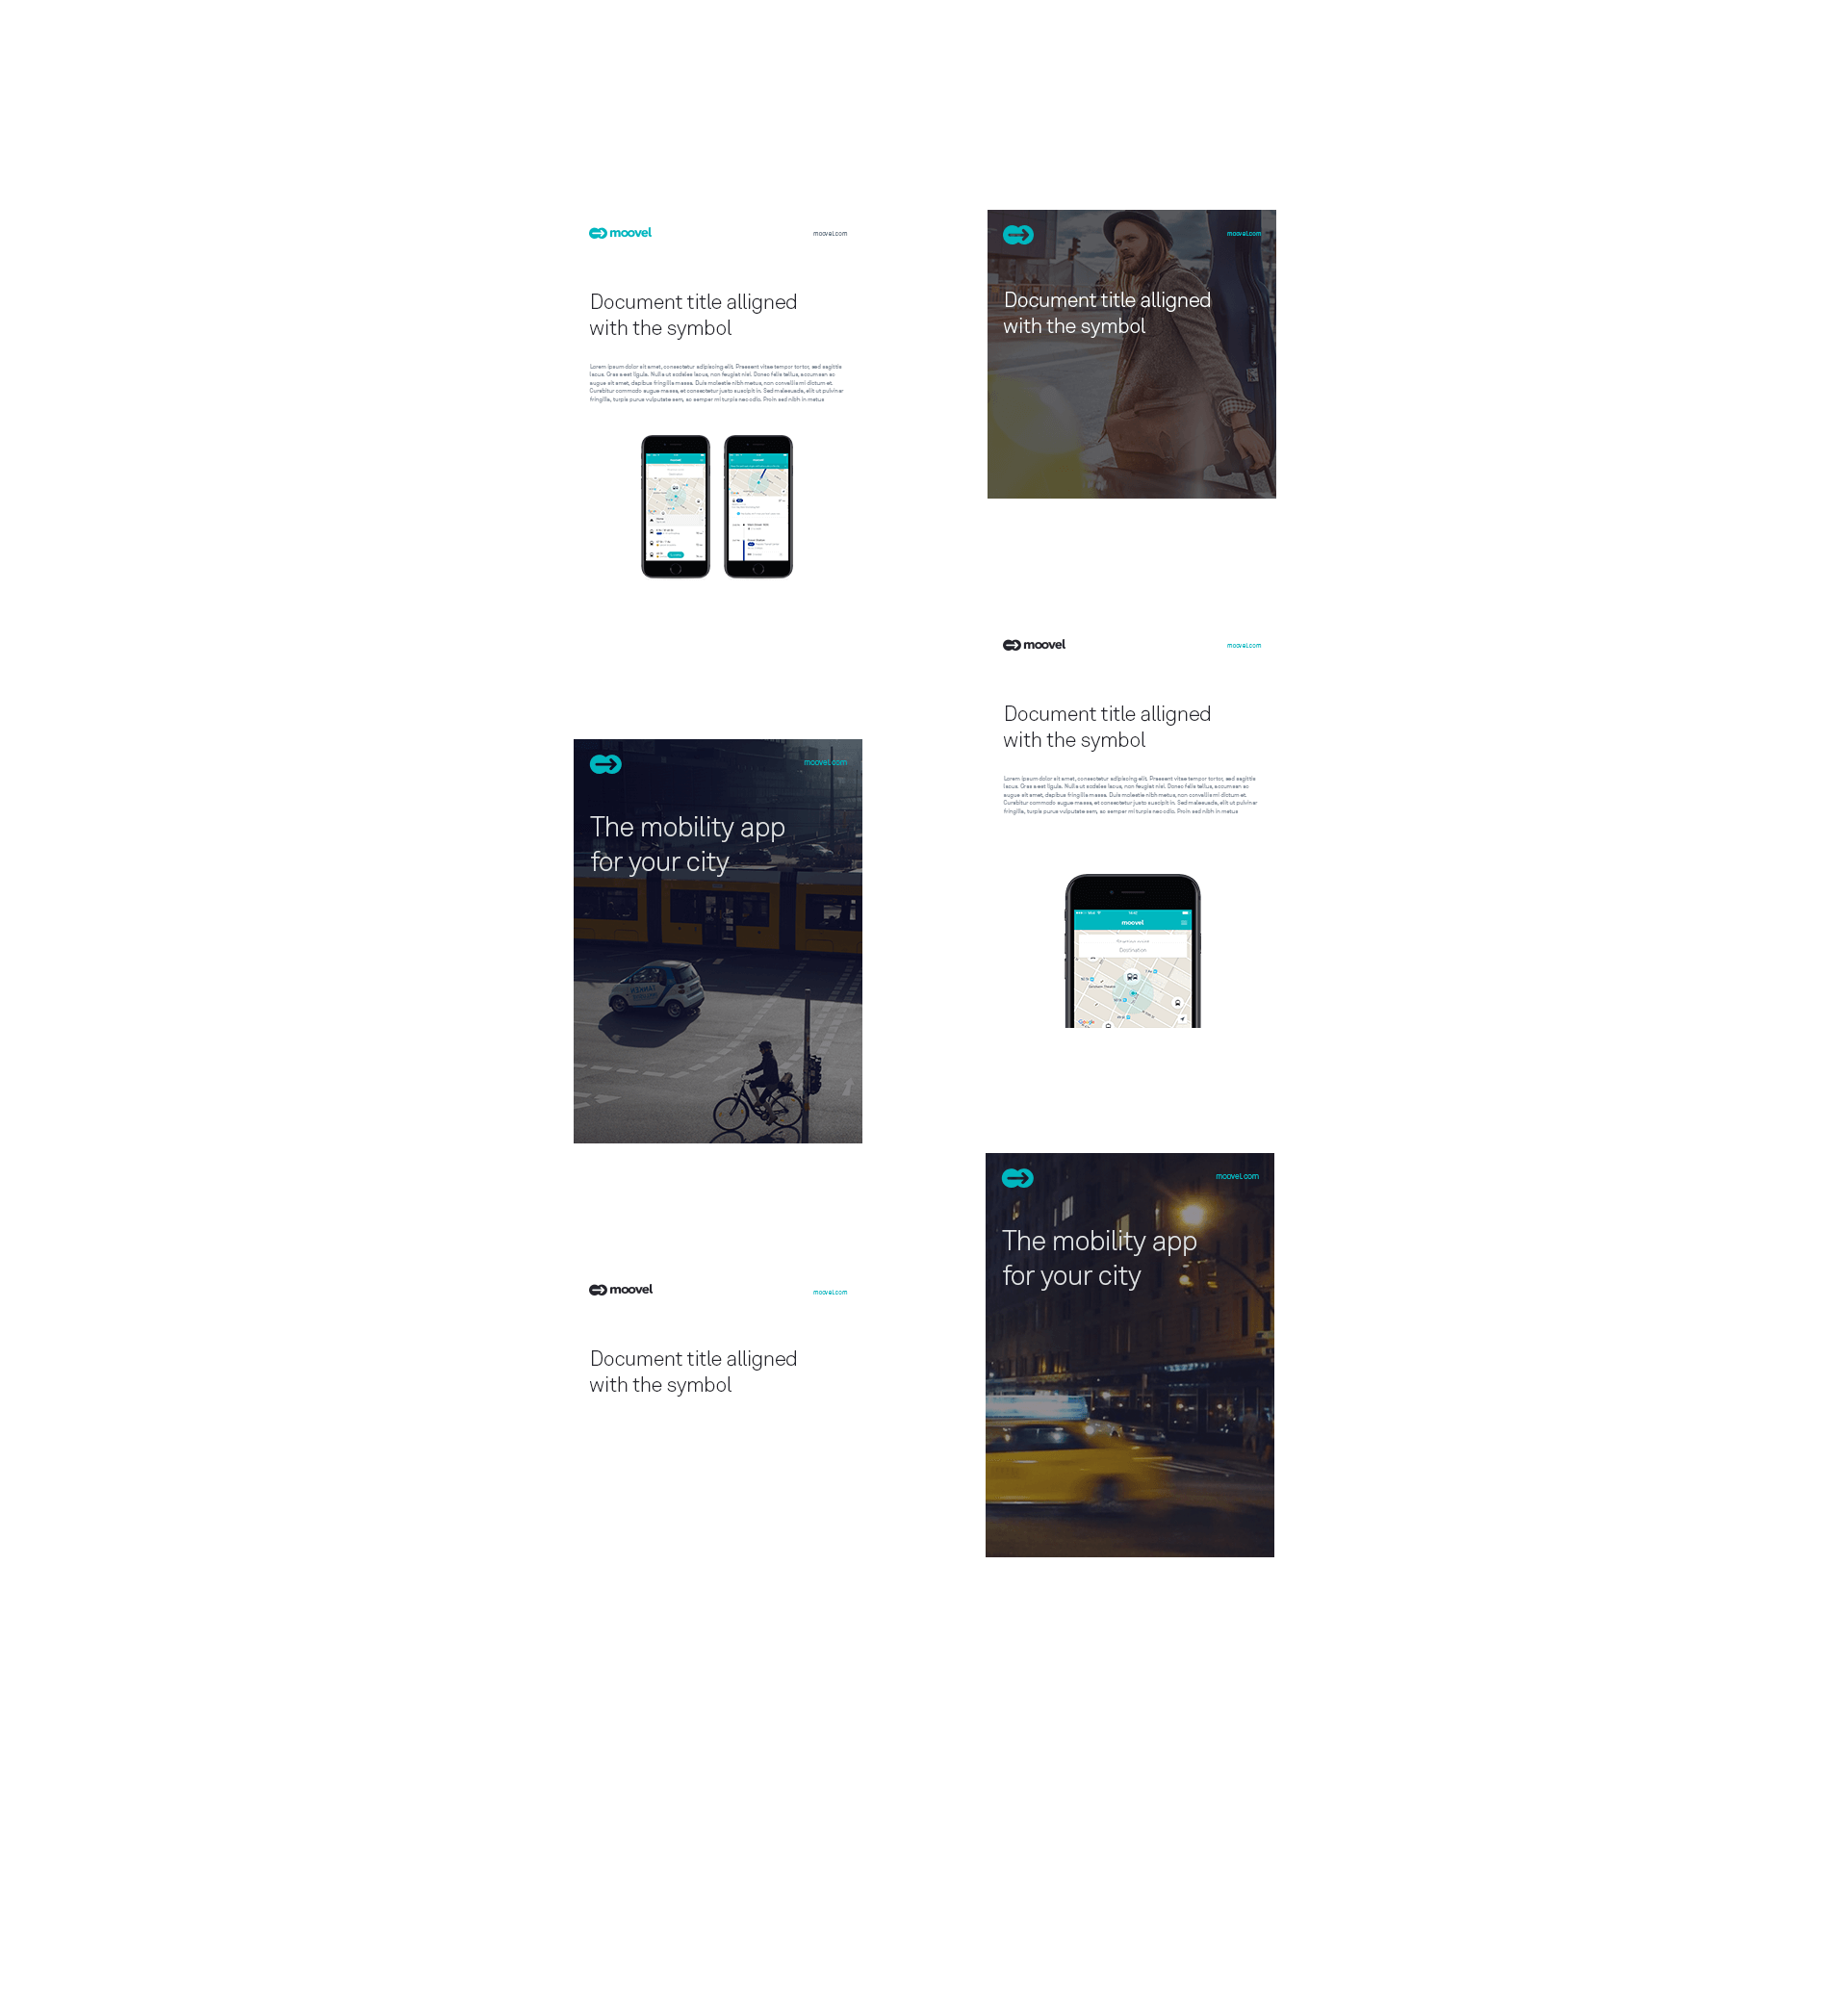 moovel
moovel.com
Document title alligned
with the symbol
Lorem ipsum dolor sit amet, consectetur adipiscing elit. Praesent vitae tempor tortor, sed sagittis
lacus. Cras a est ligula. Nulla ut sodales lacus, non feugiat nisl. Donec felis tellus, accumsan ac
augue sit amet, dapibus fringilla massa. Duis molestie nibh metus, non convallis mi dictum et.
Curabitur commodo augue massa, et consectetur justo suscipit in. Sed malesuada, elit ut pulvinar
fringilla, turpis purus vulputate sem, ac semper mi turpis nec odio. Proin sed nibh in metus
moovel
moovel
moovel.com
Document title alligned
with the symbol
moovel
moovel.com
Document title alligned
with the symbol
Lorem ipsum dolor sit amet, consectetur adipiscing elit. Praesent vitae tempor tortor, sed sagittis
lacus. Cras a est ligula. Nulla ut sodales lacus, non feugiat nisl. Donec felis tellus, accumsan ac
augue sit amet, dapibus fringilla massa. Duis molestie nibh metus, non convallis mi dictum et.
Curabitur commodo augue massa, et consectetur justo suscipit in. Sed malesuada, elit ut pulvinar
fringilla, turpis purus vulputate sem, ac semper mi turpis nec odio. Proin sed nibh in metus
moovel
Destination
Google
moovel.com
The mobility app
for your city
moovel.com
The mobility app
for your city
moovel
moovel.com
Document title alligned
with the symbol